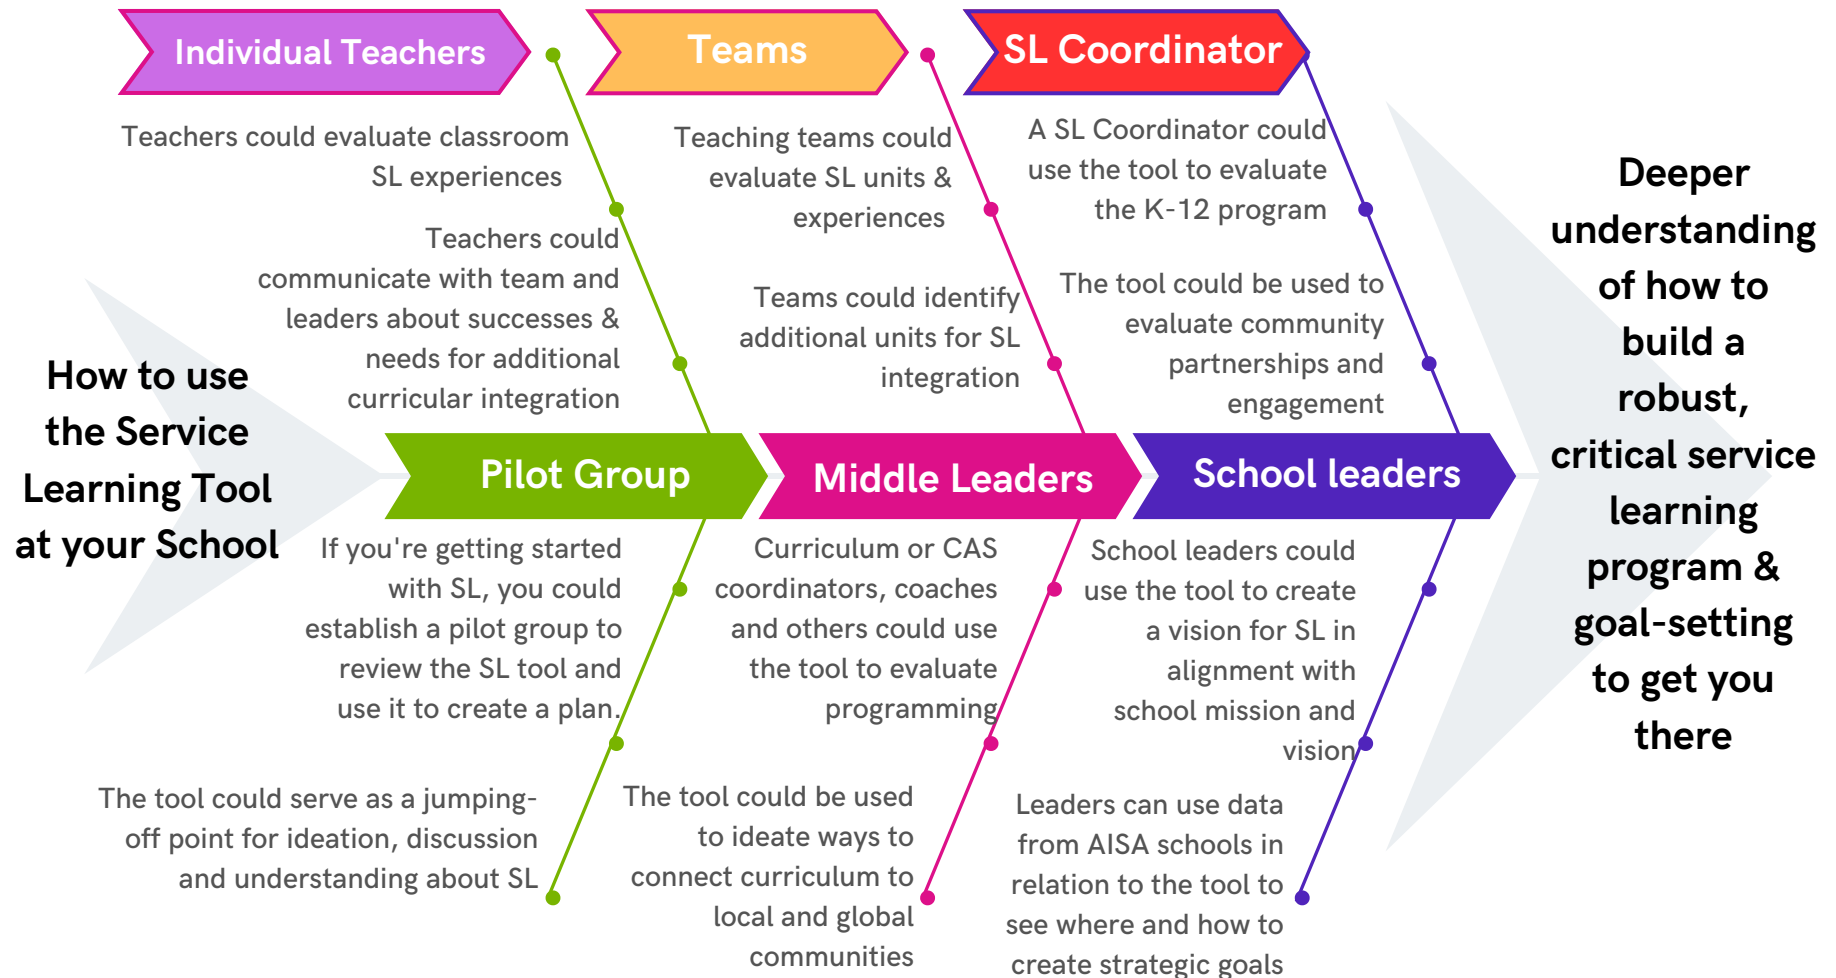 How to use
the Service
Learning Tool
at your School
Individual Teachers
Teachers could evaluate classroom
SL experiences
Teachers could
communicate with team and
leaders about successes &
needs for additional
curricular integration
Teams
Teaching teams could
evaluate SL units &
experiences
Teams could identify
additional units for SL
integration
SL Coordinator
A SL Coordinator could
use the tool to evaluate
the K-12 program
The tool could be used to
evaluate community
partnerships and
engagement
Pilot Group
If you're getting started
with SL, you could
establish a pilot group to
review the SL tool and
use it to create a plan.
The tool could serve as a jumping-
off point for ideation, discussion
and understanding about SL
Middle Leaders
Curriculum or CAS
coordinators, coaches
and others could use
the tool to evaluate
programming
The tool could be used
to ideate ways to
connect curriculum to
local and global
communities
School leaders
School leaders could
use the tool to create
a vision for SL in
alignment with
school mission and
vision
Leaders can use data
from AISA schools in
relation to the tool to
see where and how to
create strategic goals
Deeper
understanding
of how to
build a
robust,
critical service
learning
program &
goal-setting
to get you
there